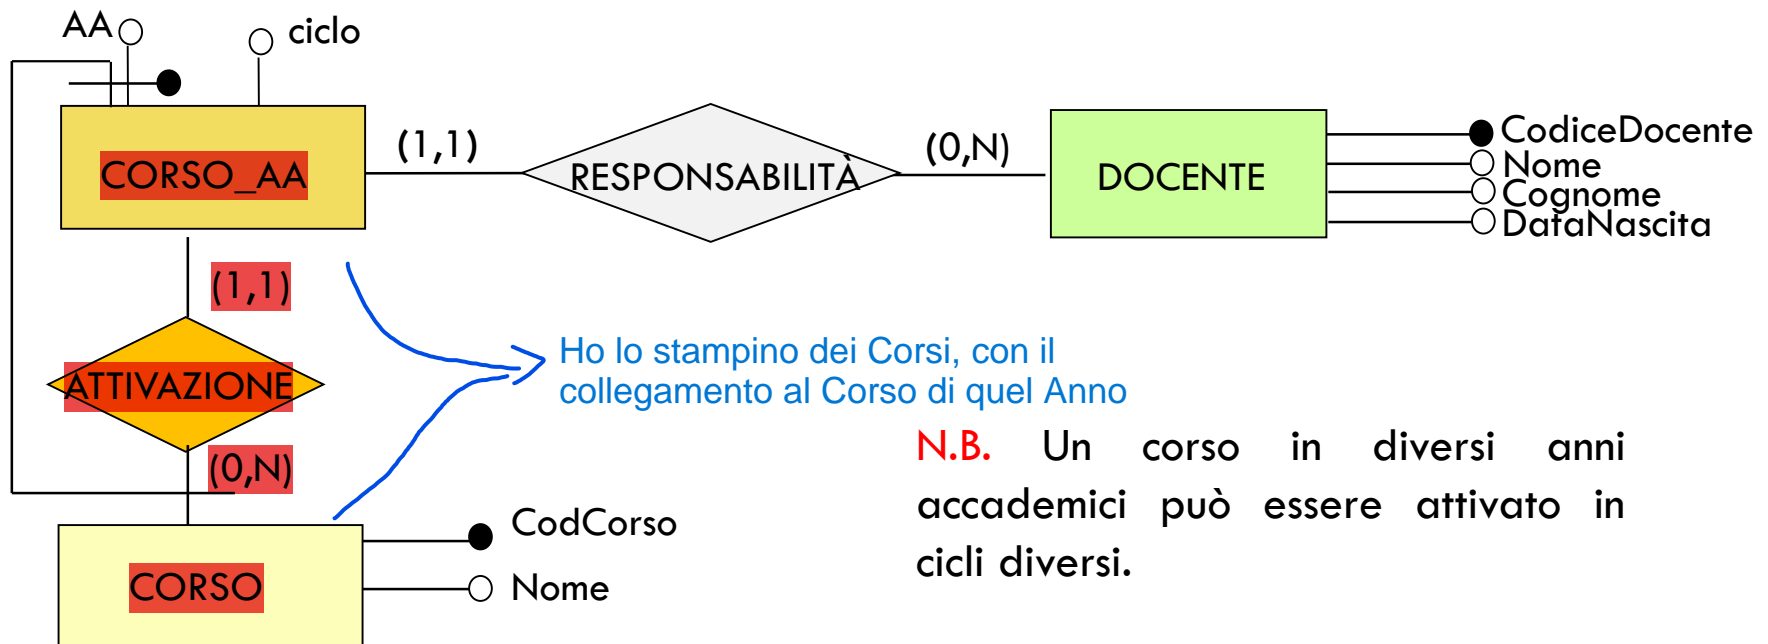 AA
ciclo
CORSO_AA
(1,1)
RESPONSABILITÀ
(0,N)
DOCENTE
CodiceDocente
Nome
Cognome
DataNascita
(1,1)
ATTIVAZIONE
(0,N)
Ho lo stampino dei Corsi, con il
collegamento al Corso di quel Anno
N.B. Un corso in diversi anni
accademici può essere attivato in
cicli diversi.
CORSO
CodCorso
Nome